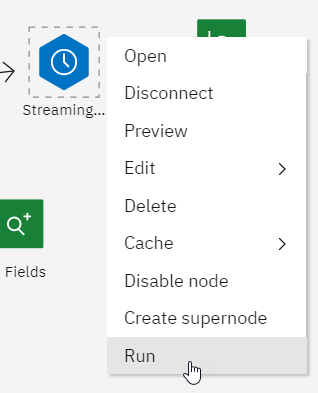 Open
Streaming...
Disconnect
Preview
Edit
Delete
Cache
Fields
Disable node
Create supernode
Run